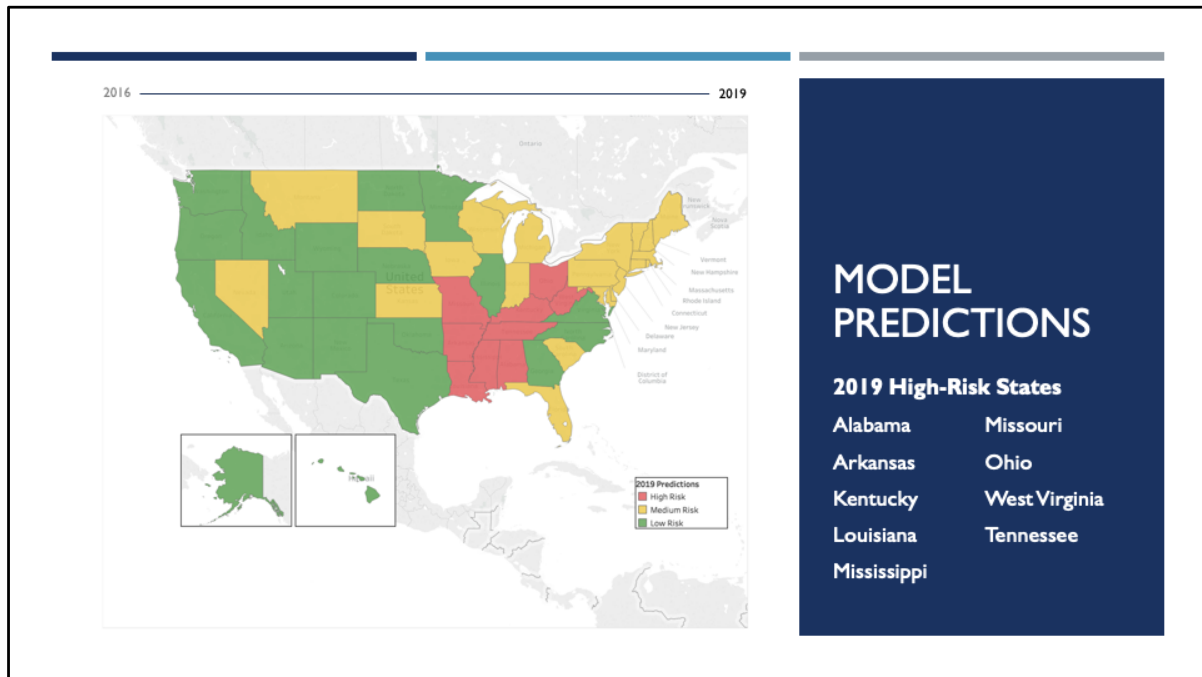 2016
2019
Ontario
New Brunswick
Nova Scotia
United States
Vermont
New Hampshire
Massachusetts
Rhode Island
Connecticut
New Jersey
Delaware
Maryland
District of
Columbia
Hawaii
2019 Predictions
High Risk
Medium Risk
Low Risk
MODEL
PREDICTIONS
2019 High-Risk States
Alabama Missouri
Arkansas Ohio
Kentucky West Virginia
Louisiana Tennessee
Mississippi